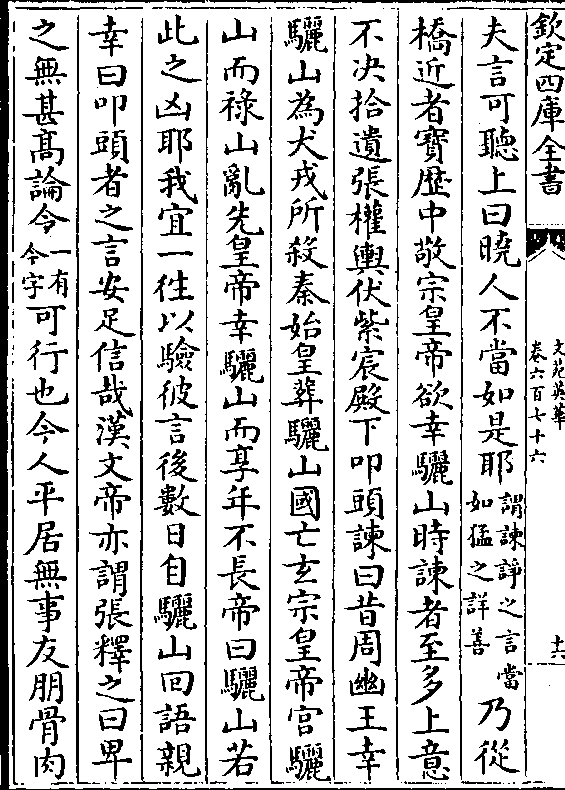 欽定四庫全書
文苑英華
卷六百七十六
十六
夫言可聽上曰曉人不當如是耶謂諫諍之言當如猛之詳善乃從
橋近者寳歴中敬宗皇帝欲幸驪山時諫者至多上意
不决拾遺張權輿伏紫宸殿下叩頭諫曰昔周幽王幸
驪山為犬戎所殺秦始皇葬驪山國亡玄宗皇帝宫驪
山而禄山亂先皇帝幸驪山而享年不長帝曰驪山若
此之凶耶我宜一徃以驗彼言後數日自驪山回語親
幸曰叩頭者之言安足信哉漢文帝亦謂張釋之曰卑
之無甚髙論令一有今字可行也今人平居無事友朋骨肉